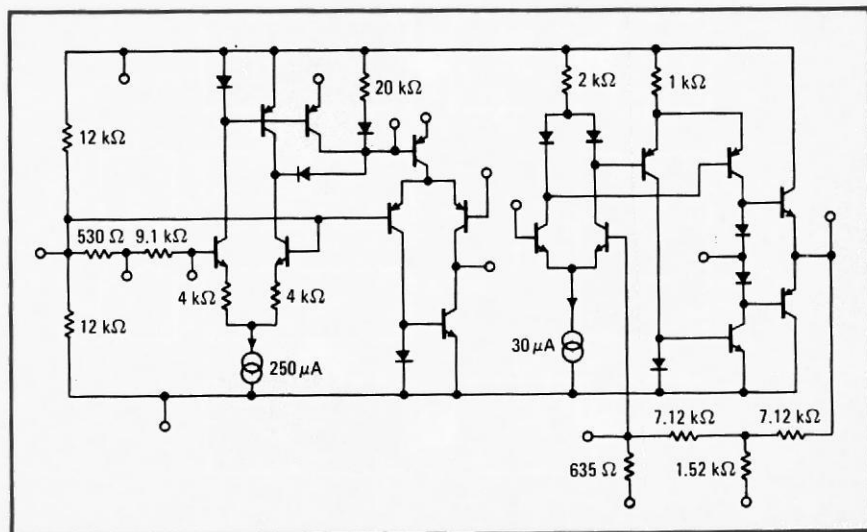 20 kΩ
2 kΩ
1 kΩ
12 kΩ
530 Ω
9.1 kΩ
4 kΩ
4 kΩ
12 kΩ
250 μA
30 μA
7.12 kΩ
7.12 kΩ
635 Ω
1.52 kΩ